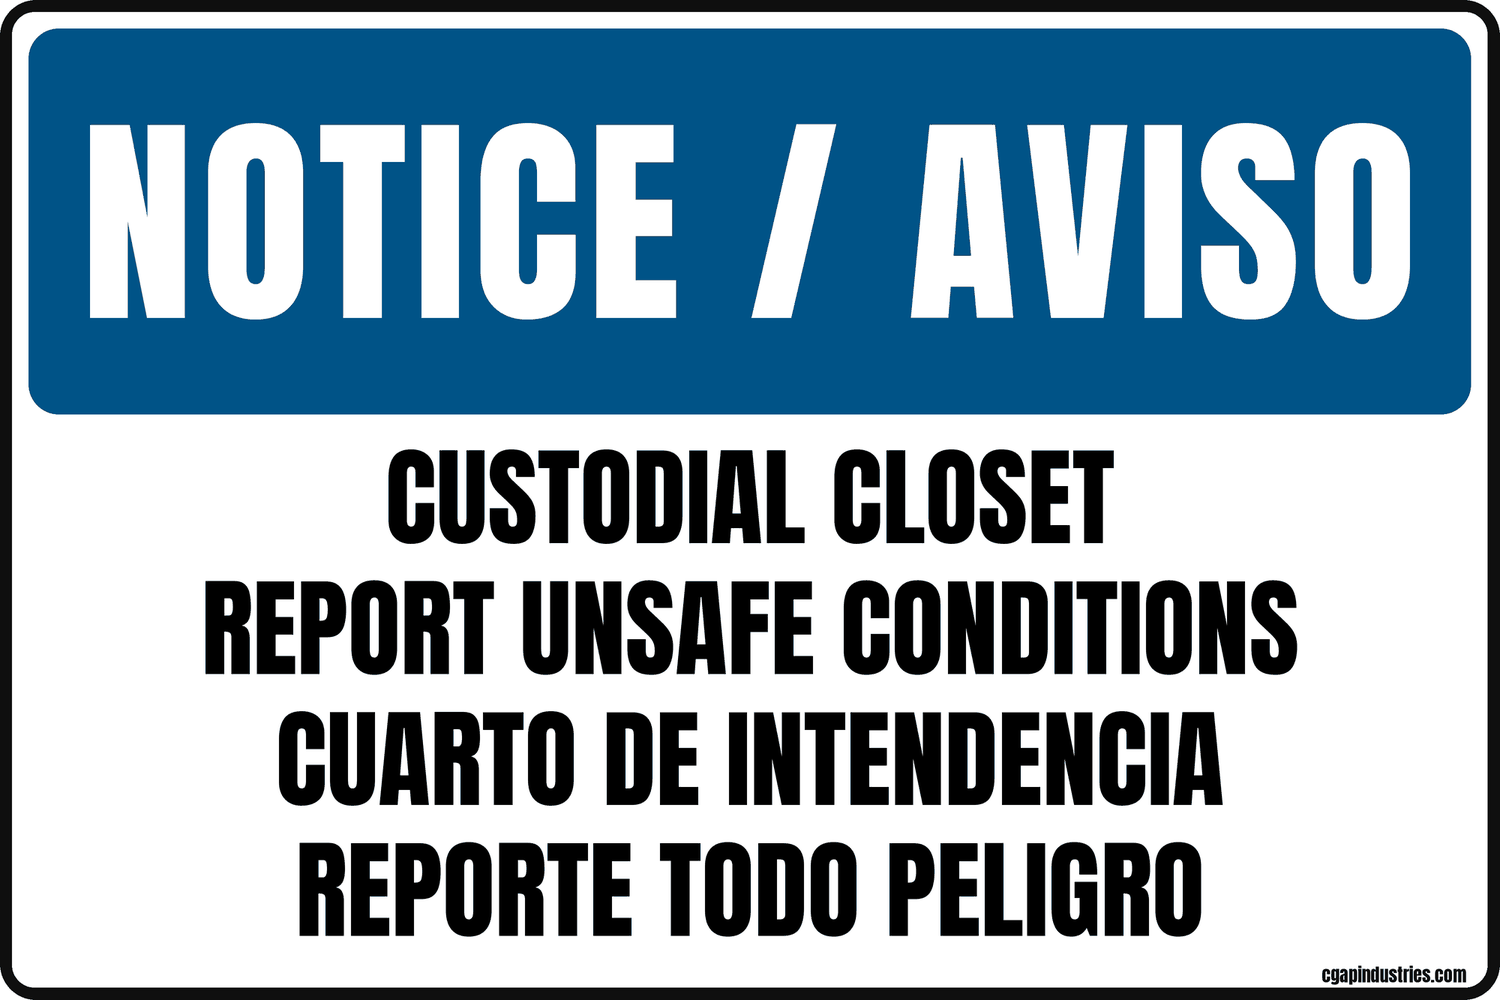 NOTICE / AVISO
CUSTODIAL CLOSET
REPORT UNSAFE CONDITIONS
CUARTO DE INTENDENCIA
REPORTE TODO PELIGRO
cgapindustries.com